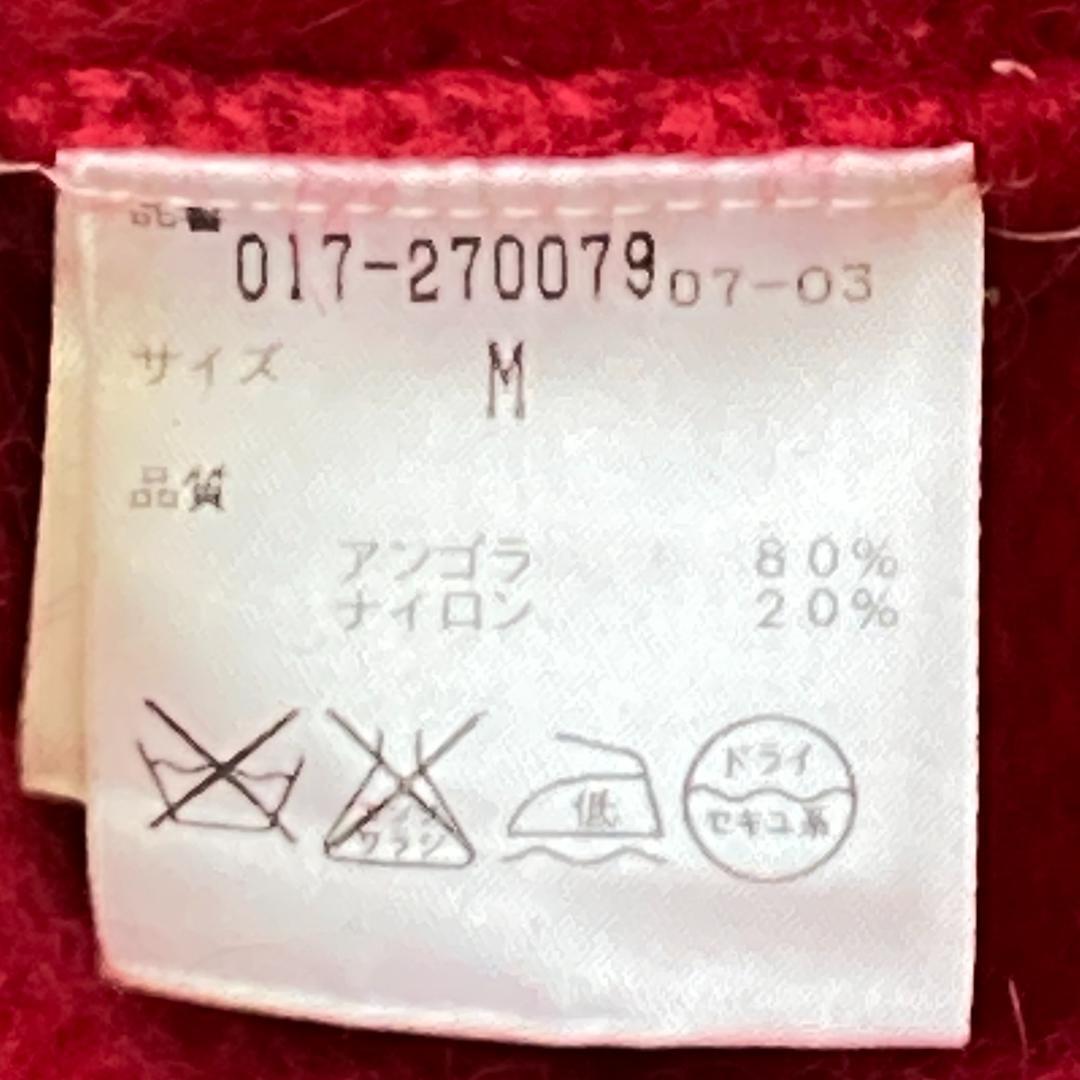 017-270079 07-03
サイズ M
品質
アンゴラ 80%
ナイロン 20%
低
ドライ
セキユ系